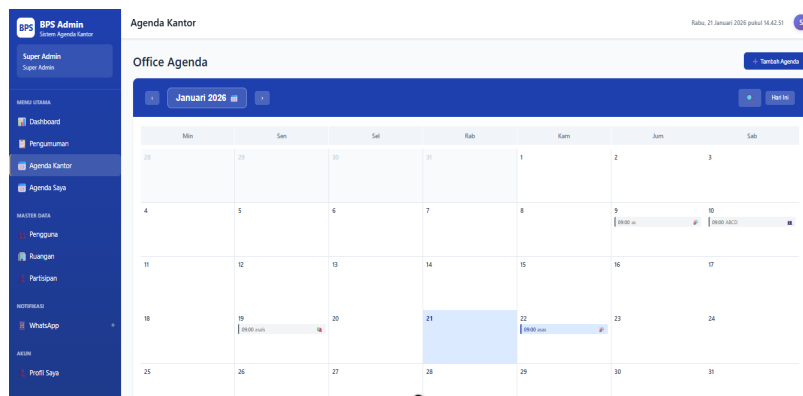 BPS
BPS Admin
Sistem Agenda Kantor
Super Admin
Super Admin
MENU UTAMA
Dashboard
Pengumuman
Agenda Kantor
Agenda Saya
MASTER DATA
Pengguna
Ruangan
Partisipan
NOTIFIKASI
WhatsApp
AKUN
Profil Saya
Agenda Kantor
Rabu, 21 Januari 2026 pukul 14.42.51
S
Office Agenda
+ Tambah Agenda
‹ Januari 2026 ›
Hari Ini
Min Sen Sel Rab Kam Jum Sab
28 29 30 31 1 2 3
4 5 6 7 8 9 10
09:00 09:00 ABCD
11 12 13 14 15 16 17
18 19 20 21 22 23 24
09:00 09:00
25 26 27 28 29 30 31